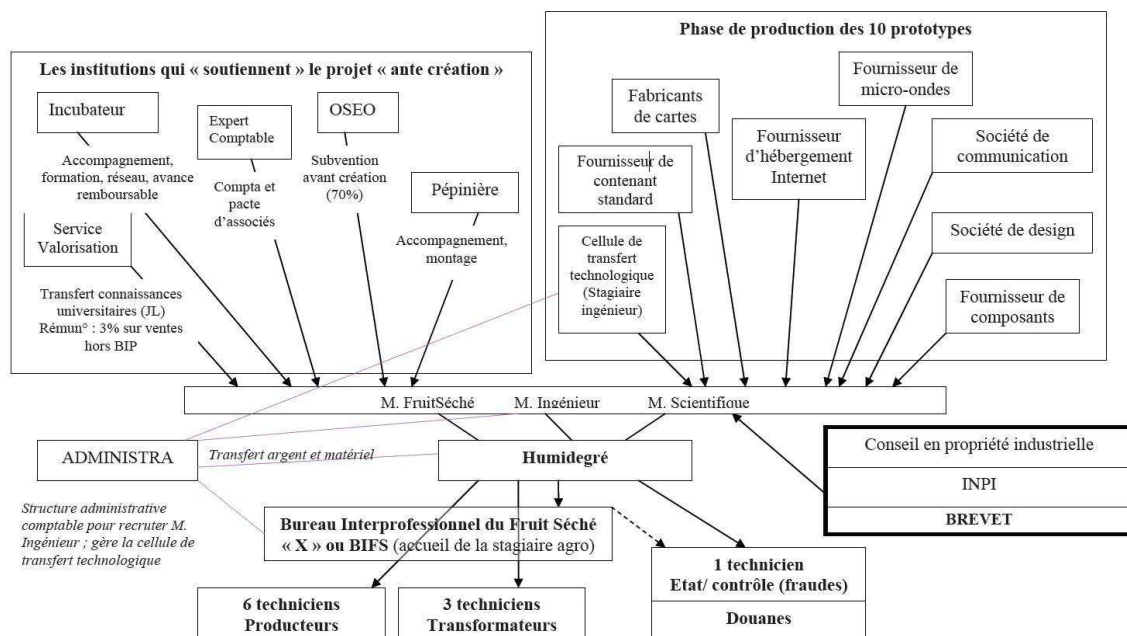 Les institutions qui « soutiennent » le projet « ante création »
Incubateur
Accompagnement,
formation, réseau, avance
remboursable
Service
Valorisation
Transfert connaissances
universitaires (JL)
Rémun° : 3% sur ventes
hors BIP
Expert
Comptable
Compta et
pacte
d’associés
OSEO
Subvention
avant création
(70%)
Pépinière
Accompagnement,
montage
Phase de production des 10 prototypes
Fabricants
de cartes
Fournisseur de
micro-ondes
Fournisseur de
contenant
standard
Fournisseur
d’hébergement
Internet
Société de
communication
Cellule de
transfert
technologique
(Stagiaire
ingénieur)
Société de design
Fournisseur de
composants
M. FruitSéché M. Ingénieur M. Scientifique
ADMINISTRA
Transfert argent et matériel
Humidegré
Conseil en propriété industrielle
INPI
BREVET
Structure administrative
comptable pour recruter M.
Ingénieur ; gère la cellule de
transfert technologique
Bureau Interprofessionnel du Fruit Séché
« X » ou BIFS (accueil de la stagiaire agro)
1 technicien
Etat/ contrôle (fraudes)
Douanes
6 techniciens
Producteurs
3 techniciens
Transformateurs